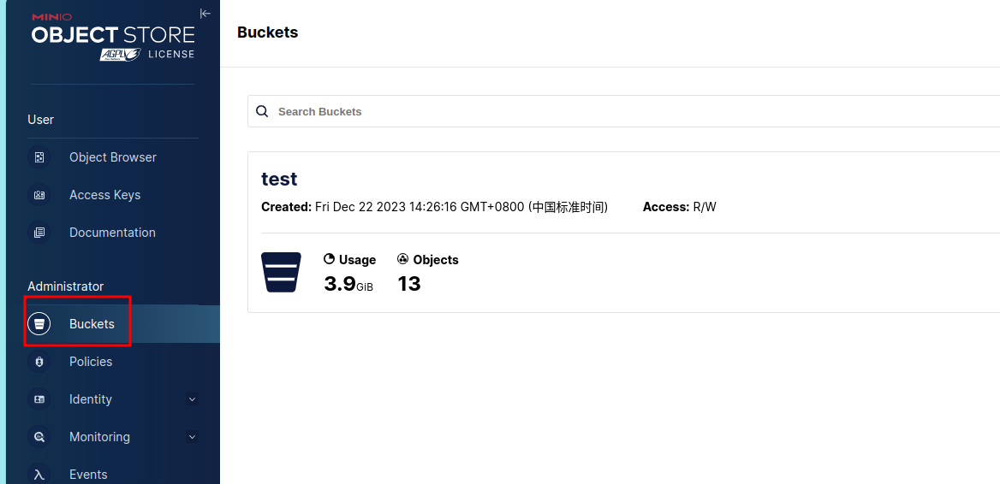 MINIO
OBJECT STORE
AGPLv3 LICENSE
User
Object Browser
Access Keys
Documentation
Administrator
Buckets
Policies
Identity
Monitoring
Events
Buckets
Search Buckets
test
Created: Fri Dec 22 2023 14:26:16 GMT+0800 (中国标准时间) Access: R/W
Usage Objects
3.9GiB 13